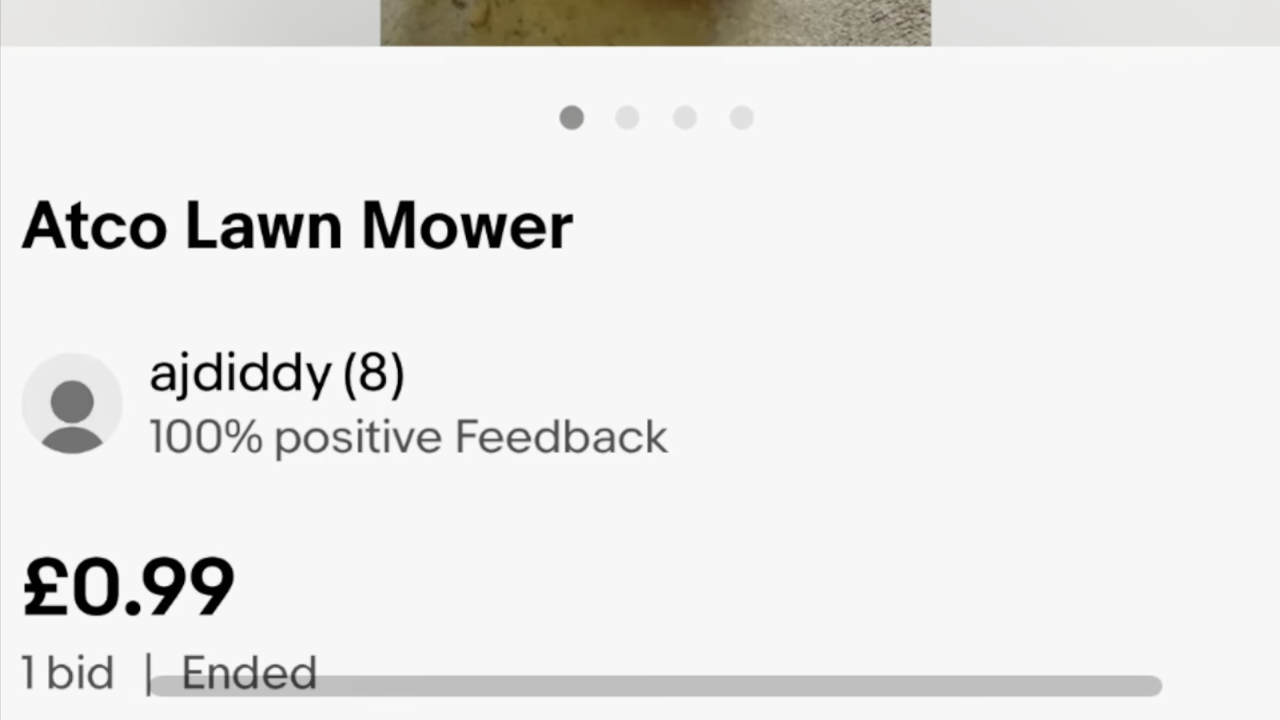 Atco Lawn Mower
ajdiddy (8)
100% positive Feedback
£0.99
1 bid | Ended